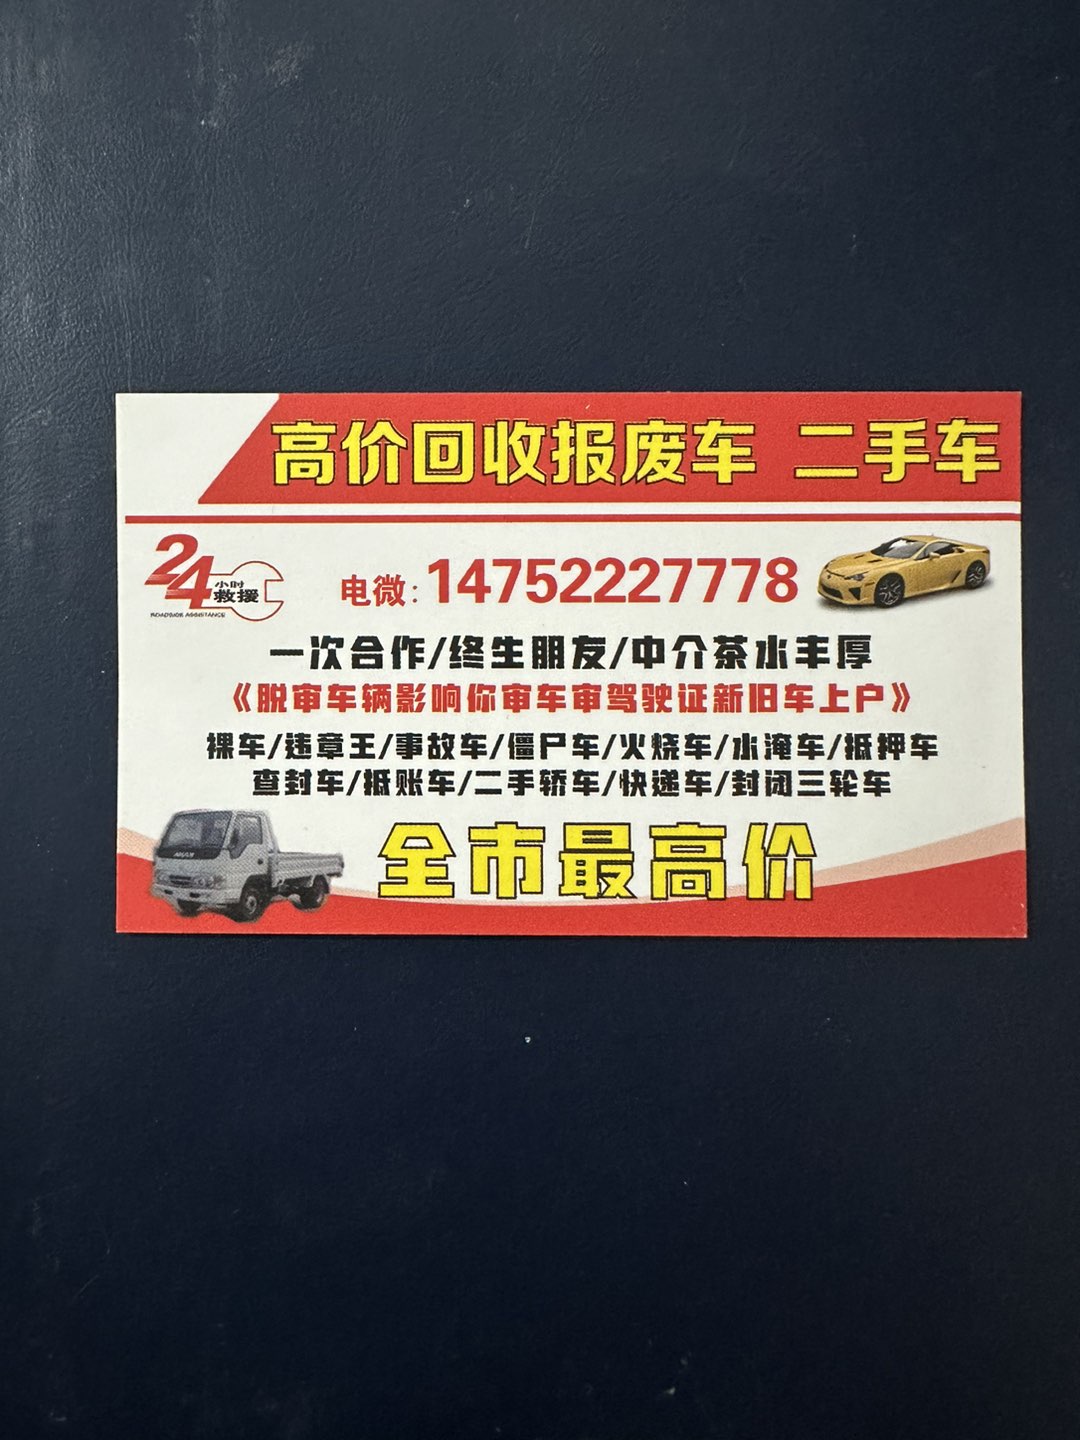 高价回收报废车 二手车
24小时救援
ROADSIDE ASSISTANCE
电微:14752227778
一次合作/终生朋友/中介茶水丰厚
《脱审车辆影响你审车审驾驶证新旧车上户》
裸车/违章王/事故车/僵尸车/火烧车/水淹车/抵押车
查封车/抵账车/二手轿车/快递车/封闭三轮车
全市最高价